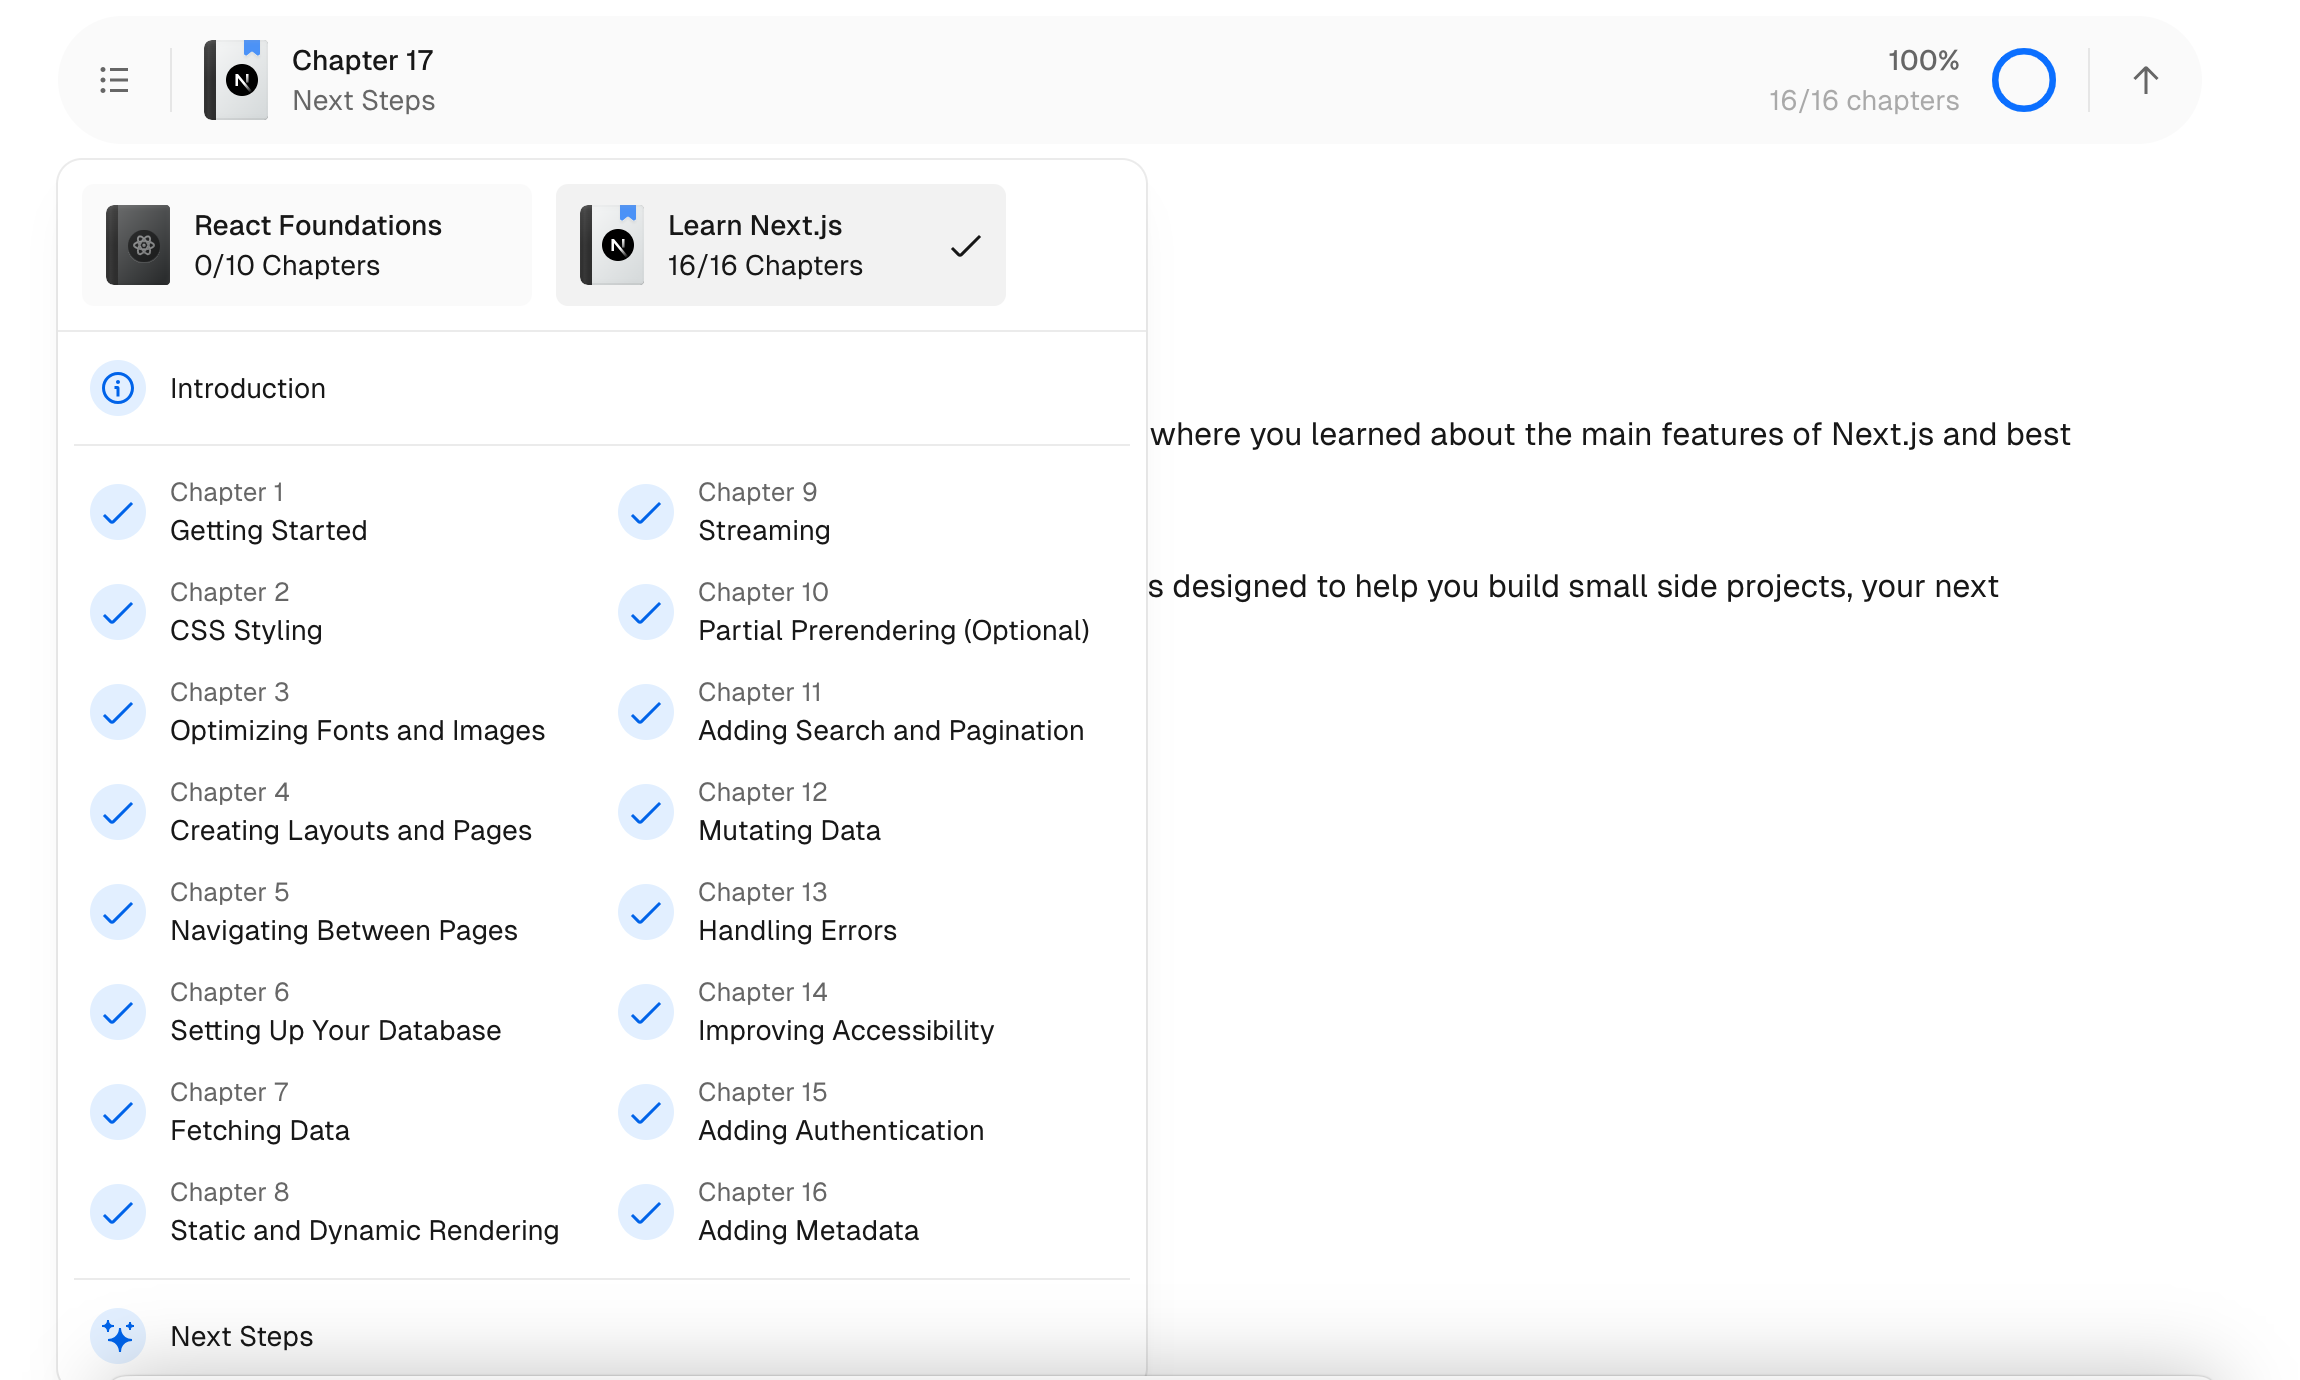 Chapter 17
Next Steps
100%
16/16 chapters
React Foundations
0/10 Chapters
Learn Next.js
16/16 Chapters
Introduction
where you learned about the main features of Next.js and best
s designed to help you build small side projects, your next
Chapter 1
Getting Started
Chapter 2
CSS Styling
Chapter 3
Optimizing Fonts and Images
Chapter 4
Creating Layouts and Pages
Chapter 5
Navigating Between Pages
Chapter 6
Setting Up Your Database
Chapter 7
Fetching Data
Chapter 8
Static and Dynamic Rendering
Chapter 9
Streaming
Chapter 10
Partial Prerendering (Optional)
Chapter 11
Adding Search and Pagination
Chapter 12
Mutating Data
Chapter 13
Handling Errors
Chapter 14
Improving Accessibility
Chapter 15
Adding Authentication
Chapter 16
Adding Metadata
Next Steps